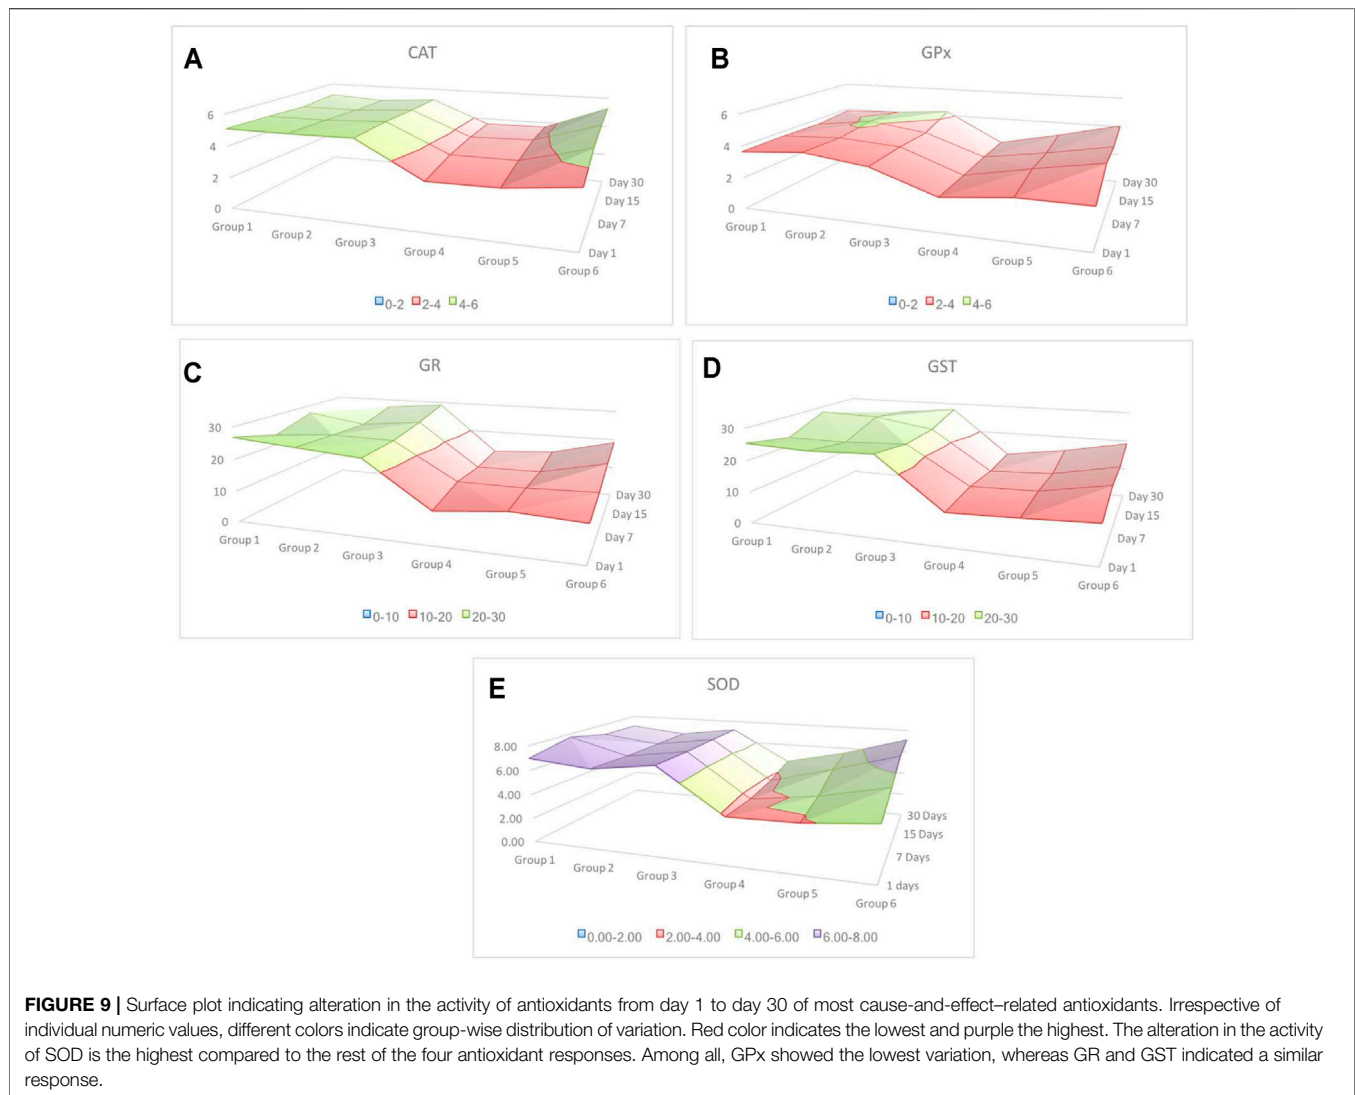 A
CAT
6
4
2
0
Group 1
Group 2
Group 3
Group 4
Group 5
Group 6
Day 30
Day 15
Day 7
Day 1
0-2 2-4 4-6
B
GPx
6
4
2
0
Group 1
Group 2
Group 3
Group 4
Group 5
Group 6
Day 30
Day 15
Day 7
Day 1
0-2 2-4 4-6
C
GR
30
20
10
0
Group 1
Group 2
Group 3
Group 4
Group 5
Group 6
Day 30
Day 15
Day 7
Day 1
0-10 10-20 20-30
D
GST
30
20
10
0
Group 1
Group 2
Group 3
Group 4
Group 5
Group 6
Day 30
Day 15
Day 7
Day 1
0-10 10-20 20-30
E
SOD
8.00
6.00
4.00
2.00
0.00
Group 1
Group 2
Group 3
Group 4
Group 5
Group 6
30 Days
15 Days
7 Days
1 days
0.00-2.00 2.00-4.00 4.00-6.00 6.00-8.00
FIGURE 9 | Surface plot indicating alteration in the activity of antioxidants from day 1 to day 30 of most cause-and-effect–related antioxidants. Irrespective of
individual numeric values, different colors indicate group-wise distribution of variation. Red color indicates the lowest and purple the highest. The alteration in the activity
of SOD is the highest compared to the rest of the four antioxidant responses. Among all, GPx showed the lowest variation, whereas GR and GST indicated a similar
response.